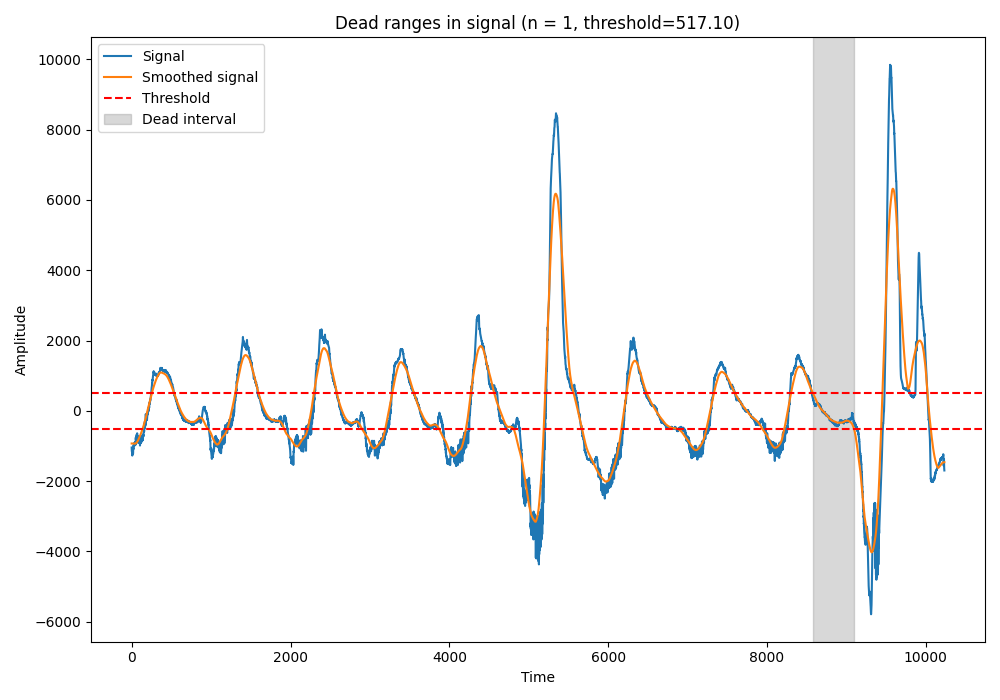 Dead ranges in signal (n = 1, threshold=517.10)
Signal
Smoothed signal
Threshold
Dead interval
Amplitude
10000
8000
6000
4000
2000
0
−2000
−4000
−6000
0 2000 4000 6000 8000 10000
Time